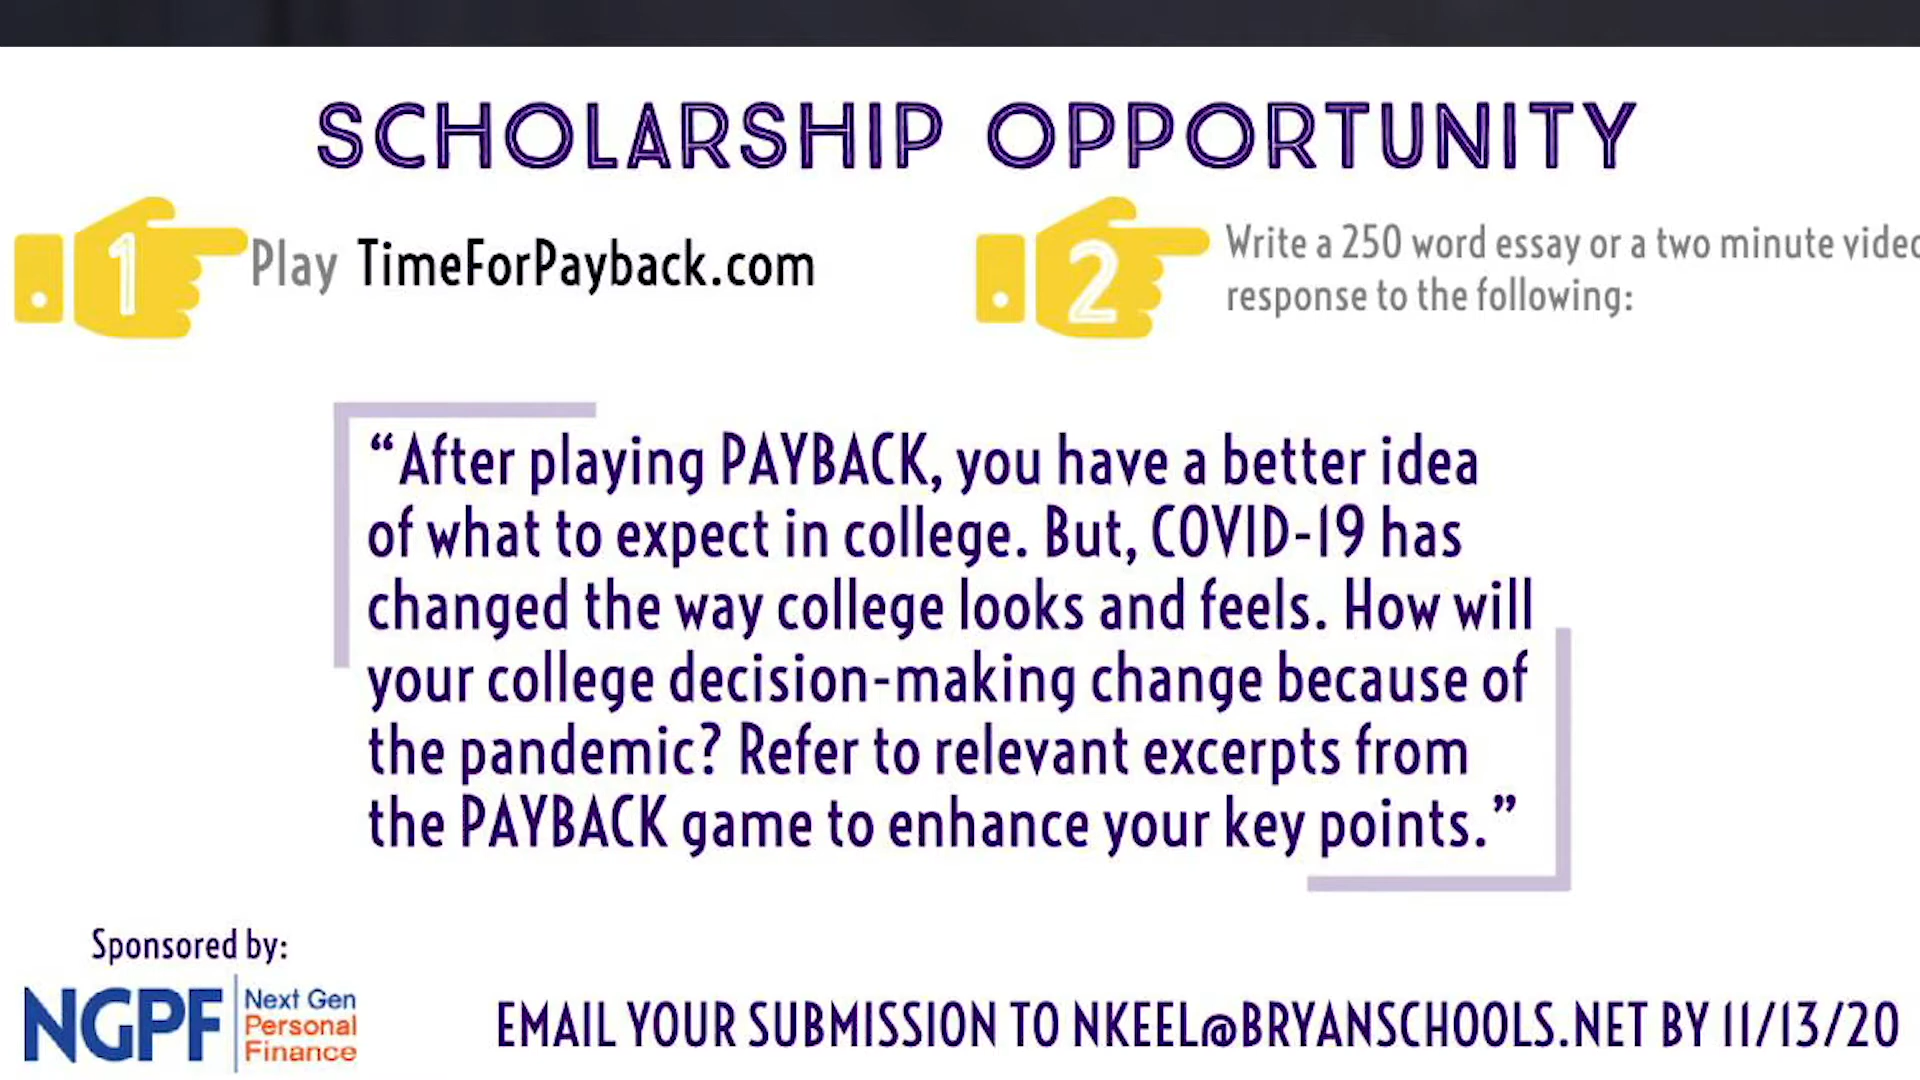 SCHOLARSHIP OPPORTUNITY
1
Play TimeForPayback.com
2
Write a 250 word essay or a two minute video
response to the following:
“After playing PAYBACK, you have a better idea
of what to expect in college. But, COVID-19 has
changed the way college looks and feels. How will
your college decision-making change because of
the pandemic? Refer to relevant excerpts from
the PAYBACK game to enhance your key points.”
Sponsored by:
NGPF
Next Gen
Personal
Finance
EMAIL YOUR SUBMISSION TO NKEEL@BRYANSCHOOLS.NET BY 11/13/20